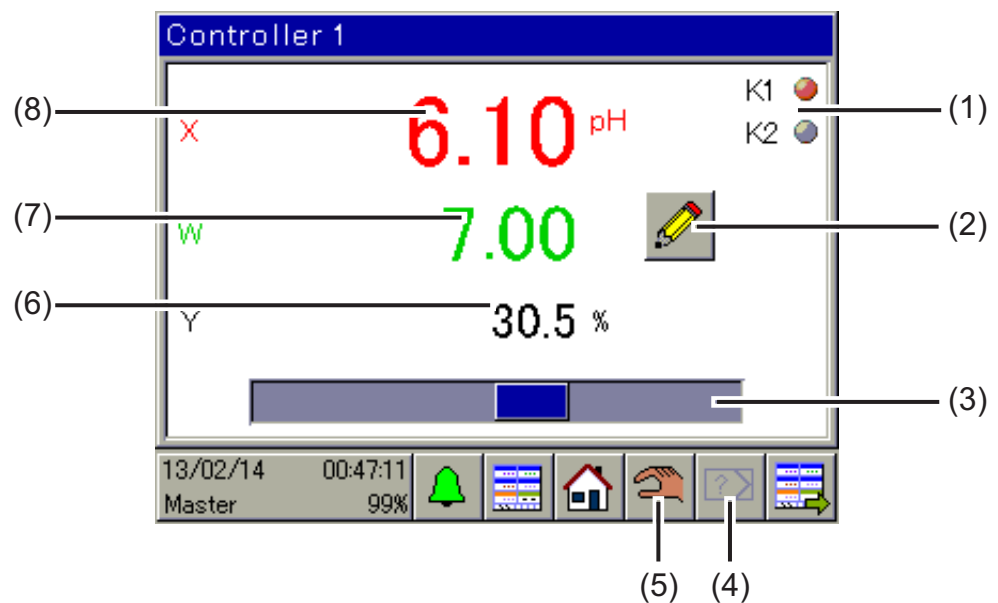 Controller 1
(8)
X
6.10 pH
K1
K2
(1)
(7)
W
7.00
(2)
(6)
Y
30.5 %
(3)
13/02/14 00:47:11
Master 99%
?
(5) (4)